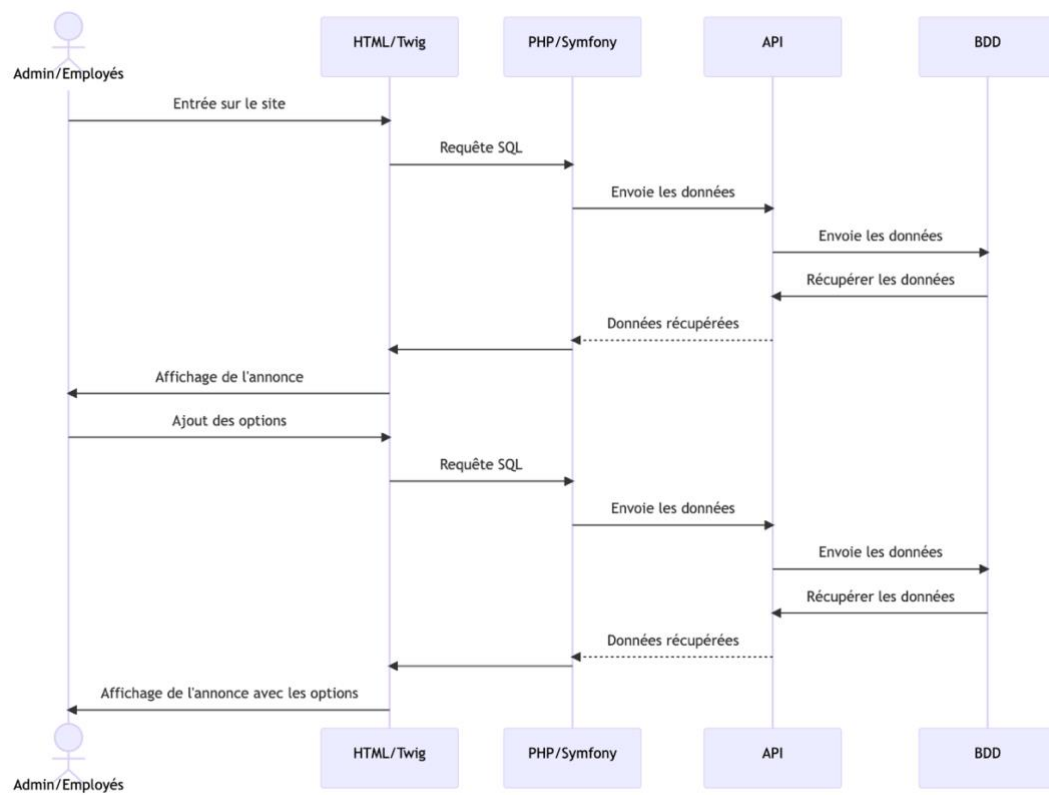 HTML/Twig
PHP/Symfony
API
BDD
Admin/Employés
Entrée sur le site
Requête SQL
Envoie les données
Envoie les données
Récupérer les données
Données récupérées
Affichage de l'annonce
Ajout des options
Requête SQL
Envoie les données
Envoie les données
Récupérer les données
Données récupérées
Affichage de l'annonce avec les options
HTML/Twig
PHP/Symfony
API
BDD
Admin/Employés